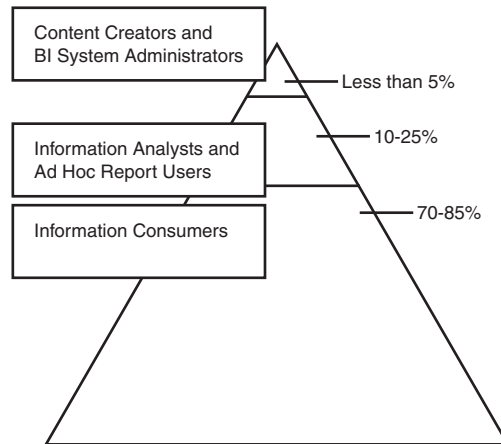 Content Creators and
BI System Administrators
Less than 5%
10-25%
Information Analysts and
Ad Hoc Report Users
70-85%
Information Consumers